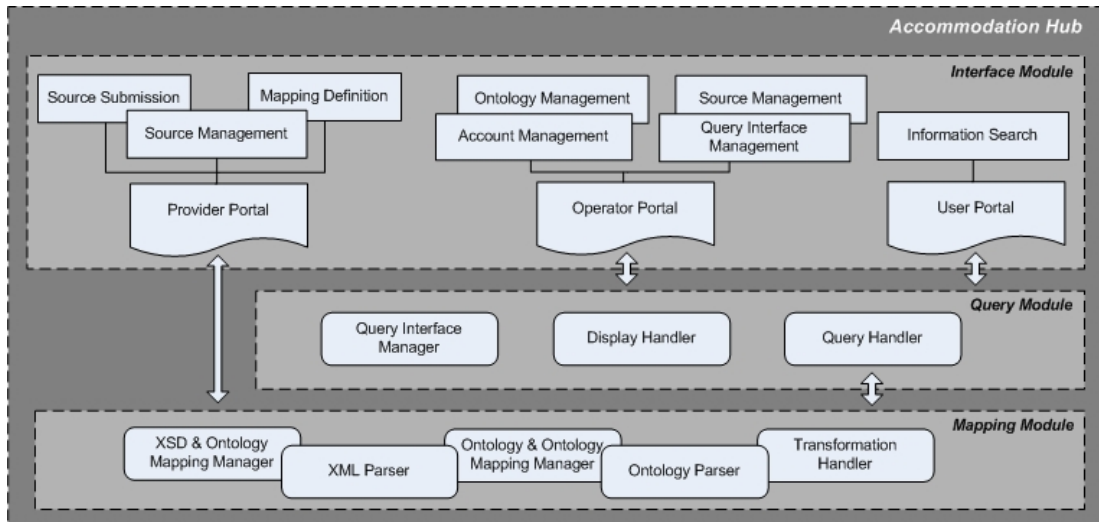 Accommodation Hub
Interface Module
Source Submission
Mapping Definition
Source Management
Provider Portal
Ontology Management
Source Management
Account Management
Query Interface
Management
Operator Portal
Information Search
User Portal
Query Module
Query Interface
Manager
Display Handler
Query Handler
Mapping Module
XSD & Ontology
Mapping Manager
XML Parser
Ontology & Ontology
Mapping Manager
Ontology Parser
Transformation
Handler